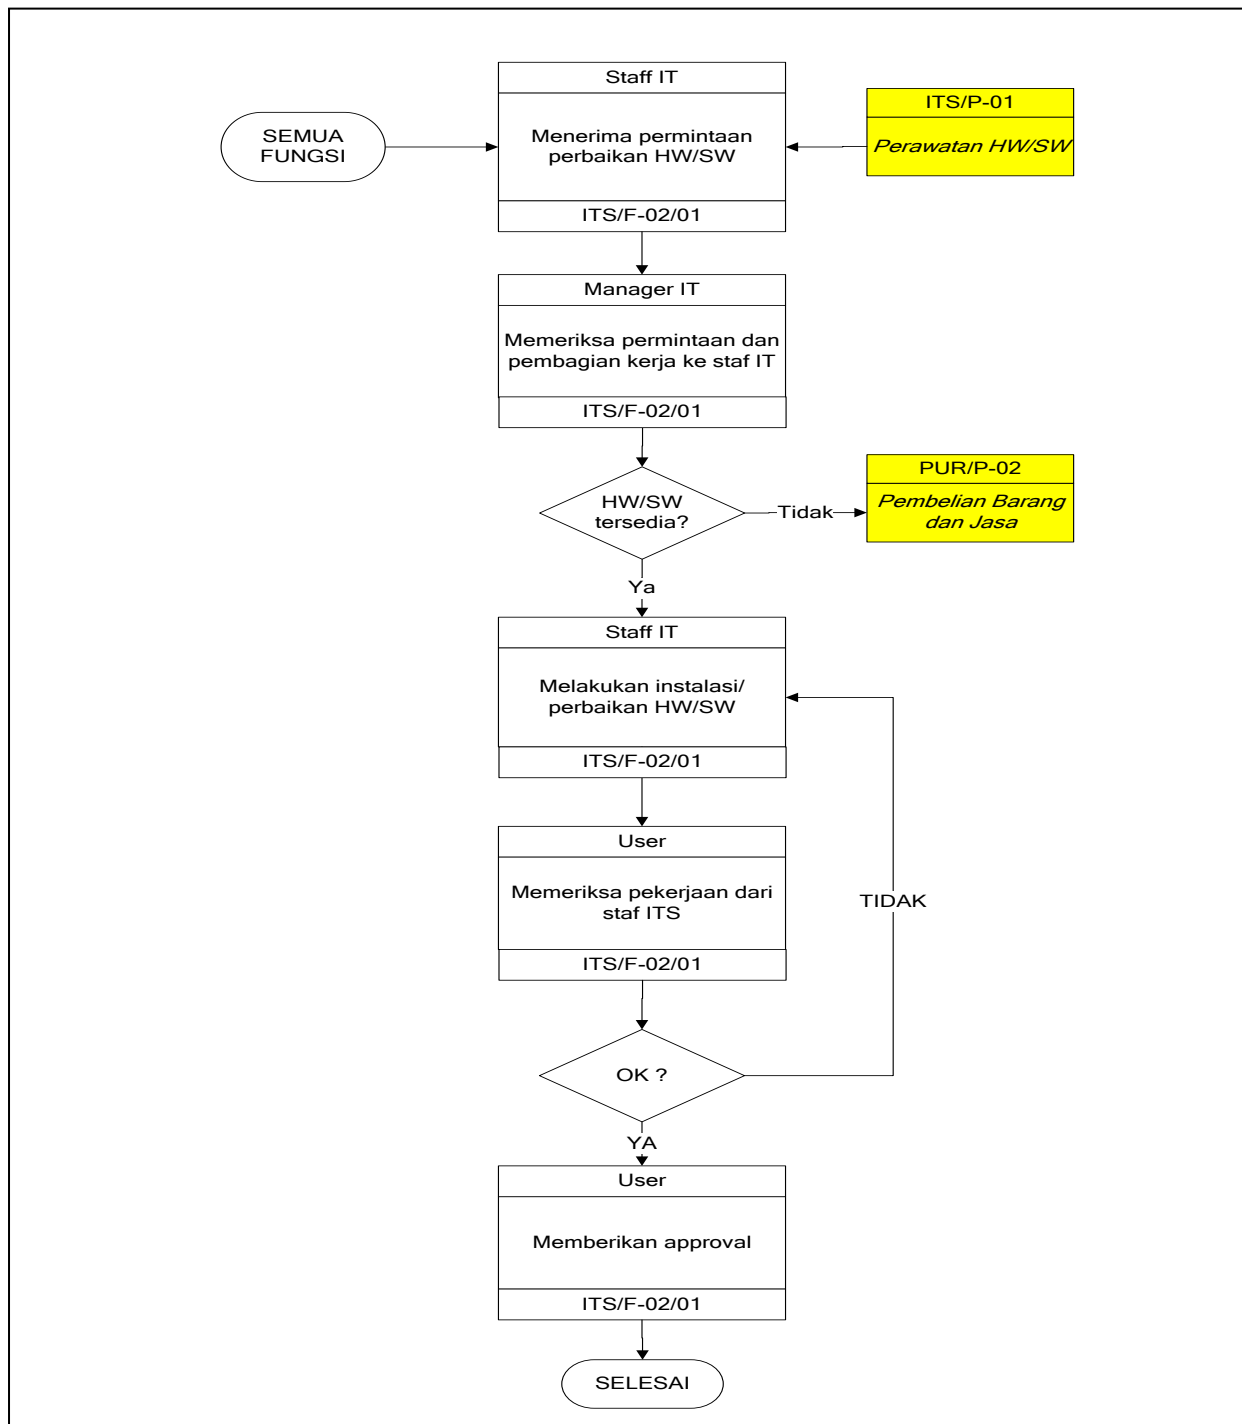 Staff IT
SEMUA
FUNGSI
Menerima permintaan
perbaikan HW/SW
ITS/F-02/01
ITS/P-01
Perawatan HW/SW
Manager IT
Memeriksa permintaan dan
pembagian kerja ke staf IT
ITS/F-02/01
HW/SW
tersedia?
Tidak
PUR/P-02
Pembelian Barang
dan Jasa
Ya
Staff IT
Melakukan instalasi/
perbaikan HW/SW
ITS/F-02/01
User
Memeriksa pekerjaan dari
staf ITS
ITS/F-02/01
TIDAK
OK ?
YA
User
Memberikan approval
ITS/F-02/01
SELESAI